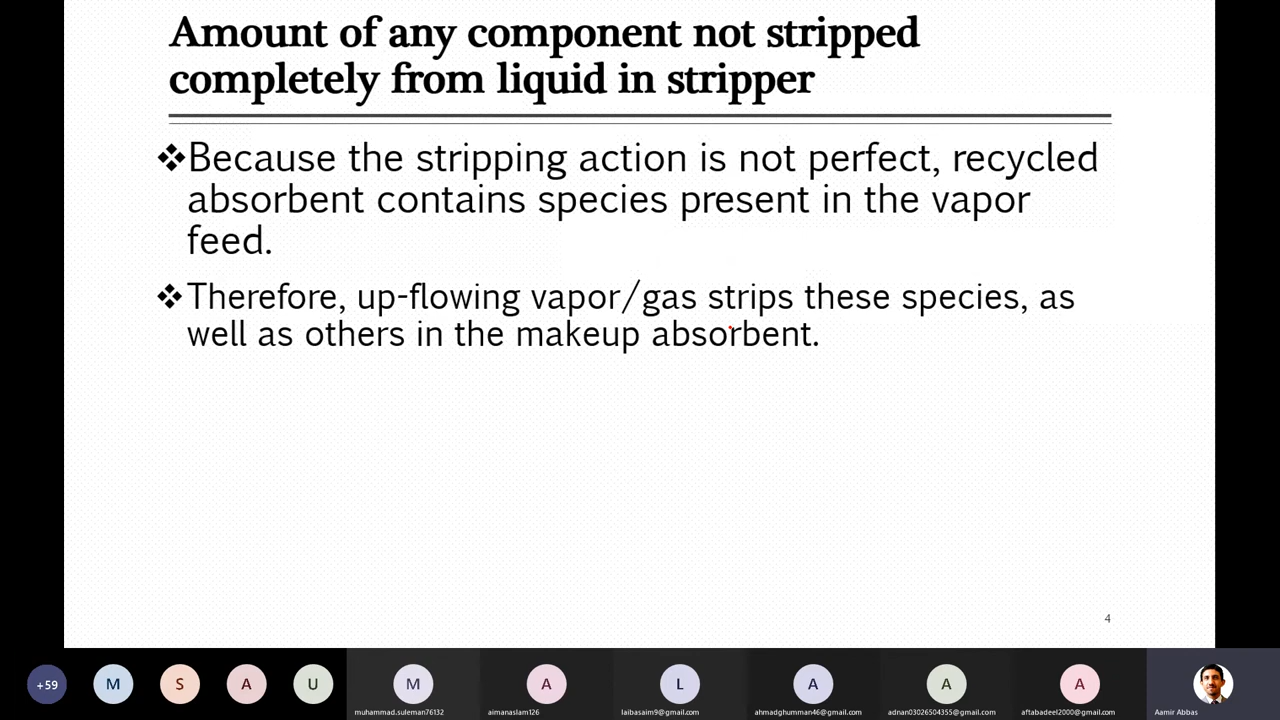 Amount of any component not stripped
completely from liquid in stripper
❖Because the stripping action is not perfect, recycled
absorbent contains species present in the vapor
feed.
❖Therefore, up-flowing vapor/gas strips these species, as
well as others in the makeup absorbent.
4
+59
M
S
A
U
M
A
L
A
A
A
muhammad.suleman76132
aimanaslam126
laibasaim9@gmail.com
ahmadghumman46@gmail.com
adnan03026504355@gmail.com
aftabadeel2000@gmail.com
Aamir Abbas